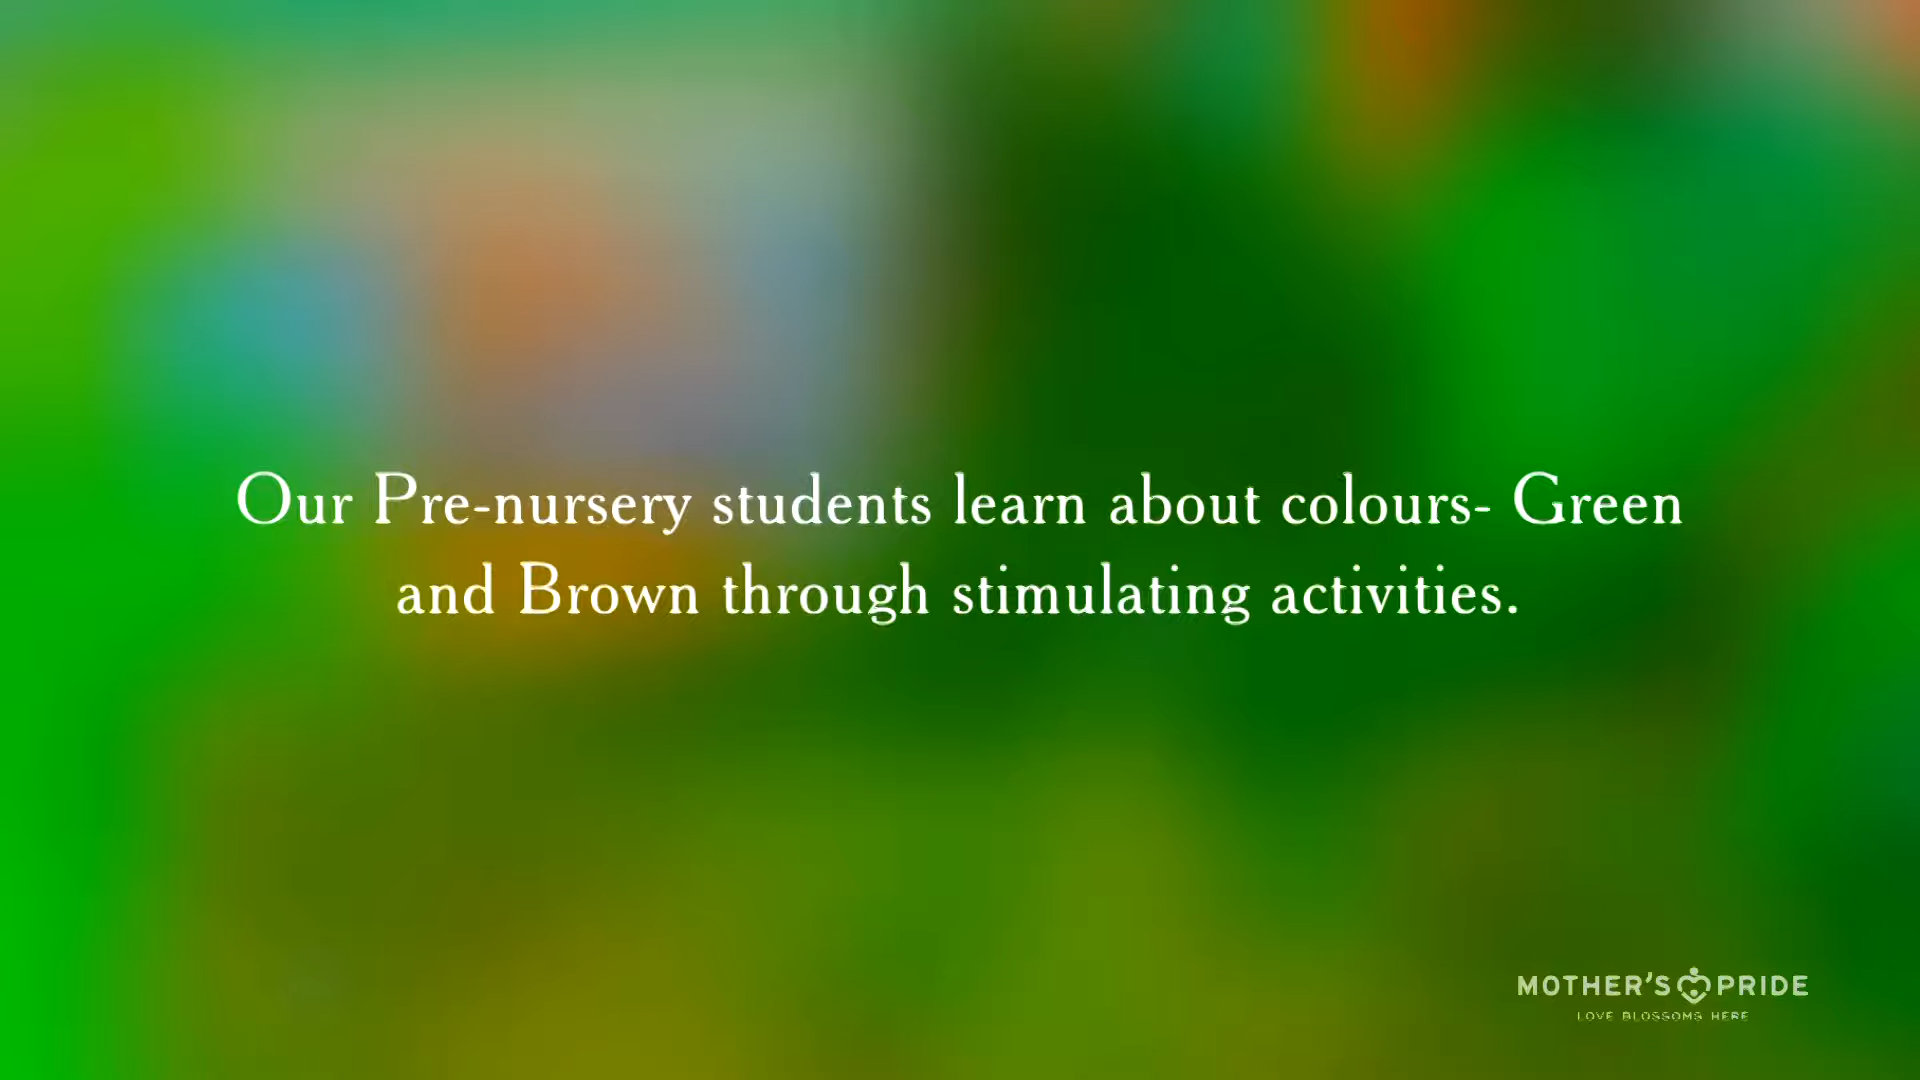 Our Pre-nursery students learn about colours- Green
and Brown through stimulating activities.
MOTHER'S PRIDE
LOVE BLOSSOMS HERE